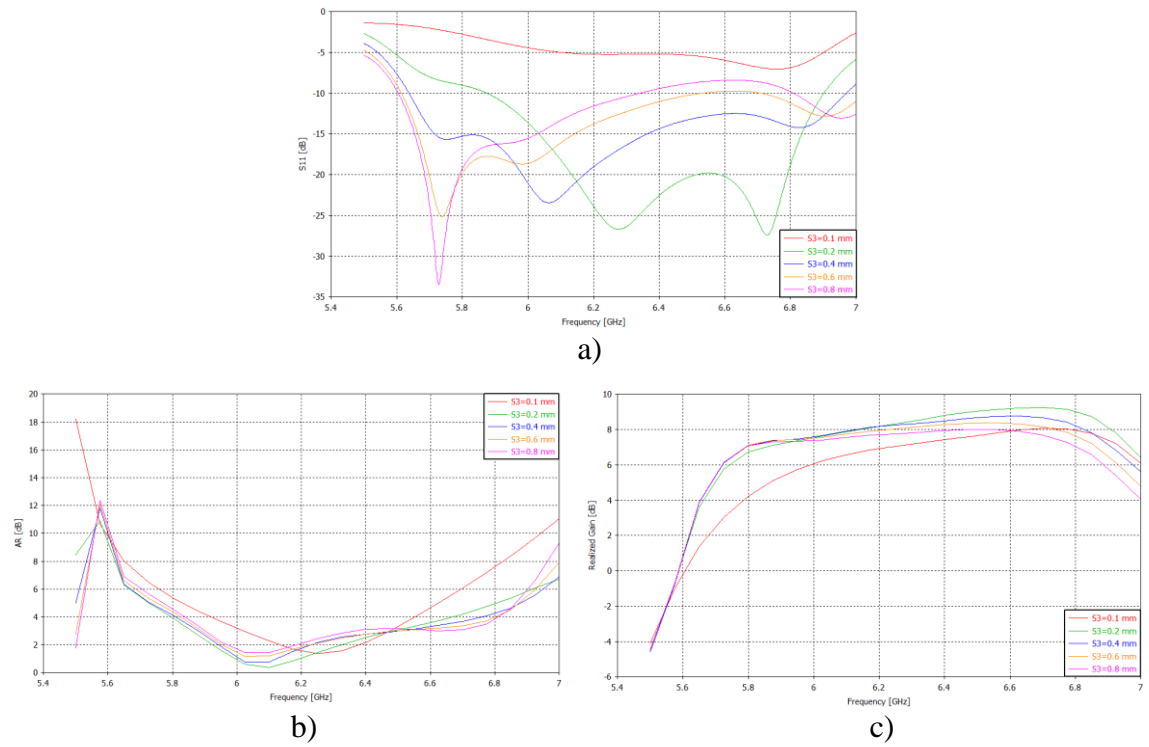 0
-5
-10
-15
-20
-25
-30
-35
S11 [dB]
5.4 5.6 5.8 6 6.2 6.4 6.6 6.8 7
Frequency [GHz]
S3=0.1 mm
S3=0.2 mm
S3=0.4 mm
S3=0.6 mm
S3=0.8 mm
a)
20
18
16
14
12
10
8
6
4
2
0
AR [dB]
5.4 5.6 5.8 6 6.2 6.4 6.6 6.8 7
Frequency [GHz]
S3=0.1 mm
S3=0.2 mm
S3=0.4 mm
S3=0.6 mm
S3=0.8 mm
b)
10
8
6
4
2
0
-2
-4
-6
Realized Gain [dB]
5.4 5.6 5.8 6 6.2 6.4 6.6 6.8 7
Frequency [GHz]
S3=0.1 mm
S3=0.2 mm
S3=0.4 mm
S3=0.6 mm
S3=0.8 mm
c)